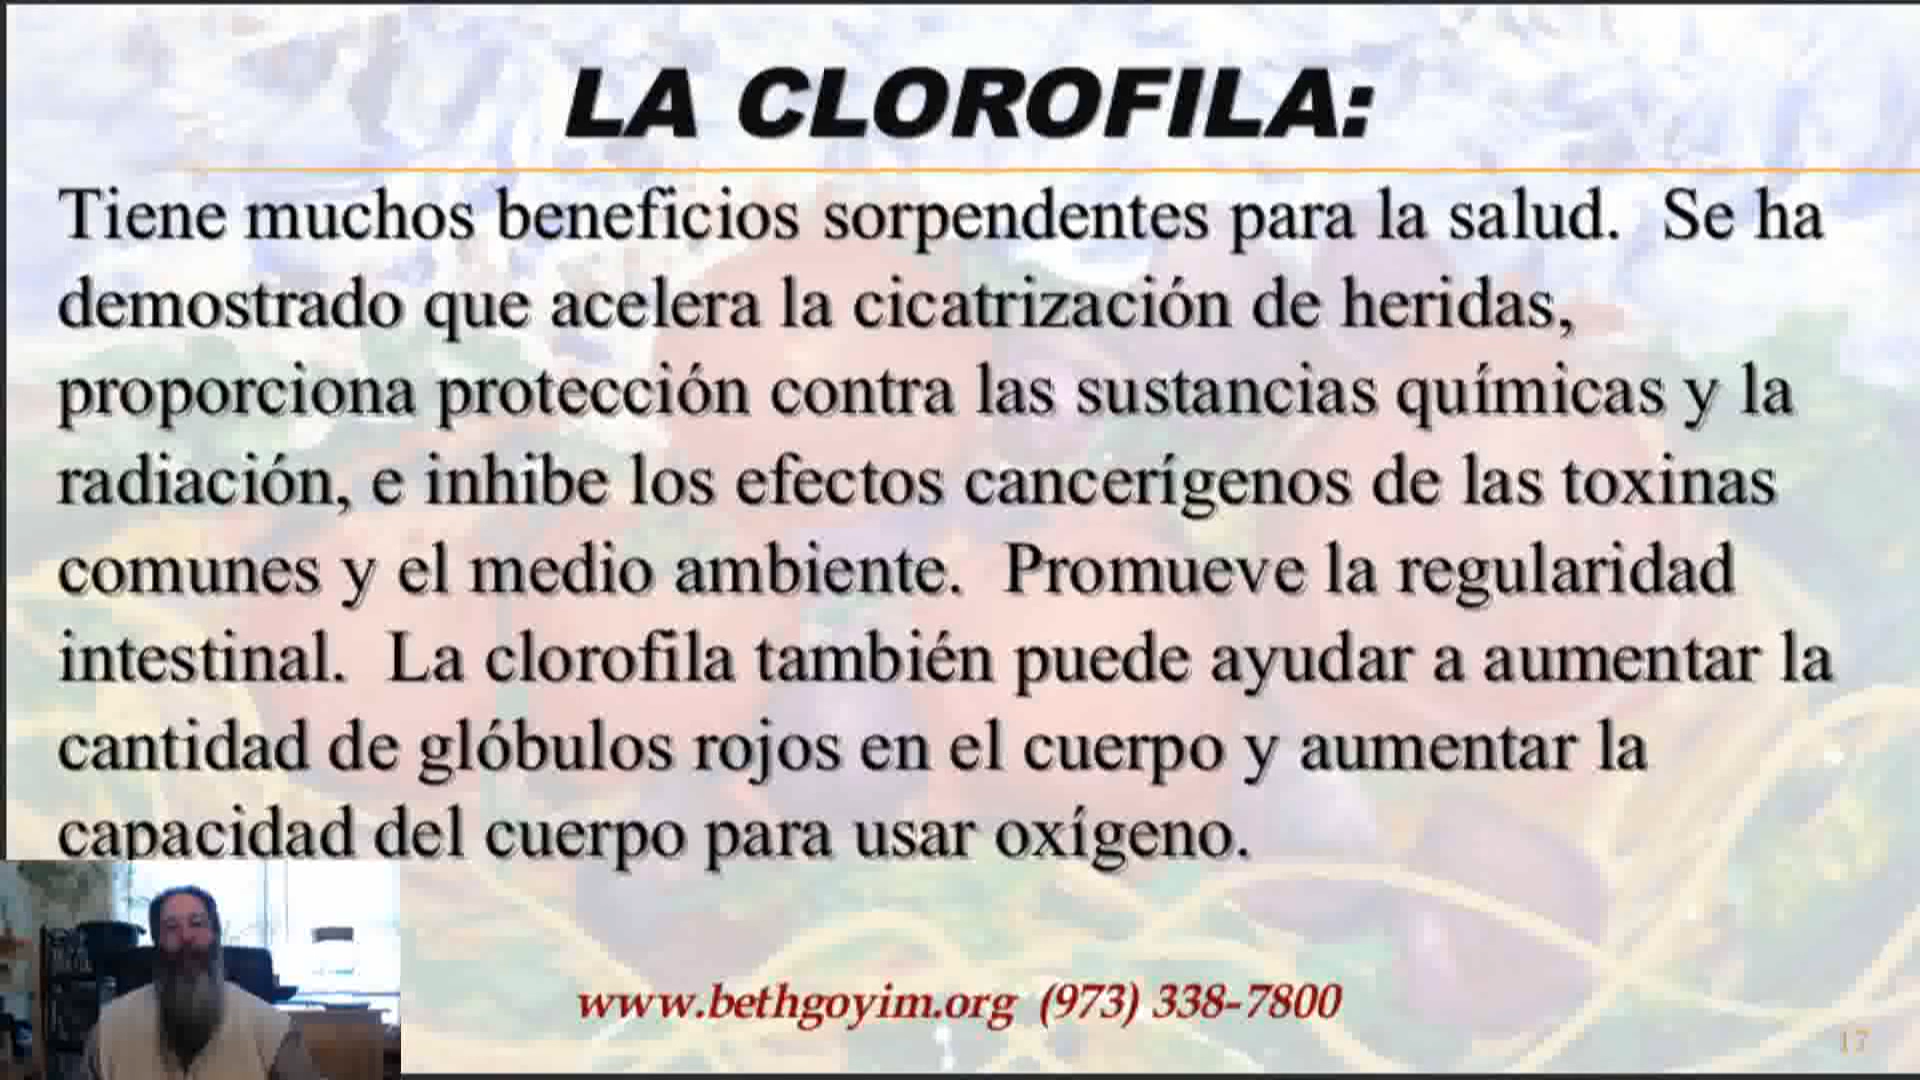 LA CLOROFILA:
Tiene muchos beneficios sorpendentes para la salud.  Se ha
demostrado que acelera la cicatrización de heridas,
proporciona protección contra las sustancias químicas y la
radiación, e inhibe los efectos cancerígenos de las toxinas
comunes y el medio ambiente.  Promueve la regularidad
intestinal.  La clorofila también puede ayudar a aumentar la
cantidad de glóbulos rojos en el cuerpo y aumentar la
capacidad del cuerpo para usar oxígeno.
www.bethgoyim.org  (973) 338-7800
17